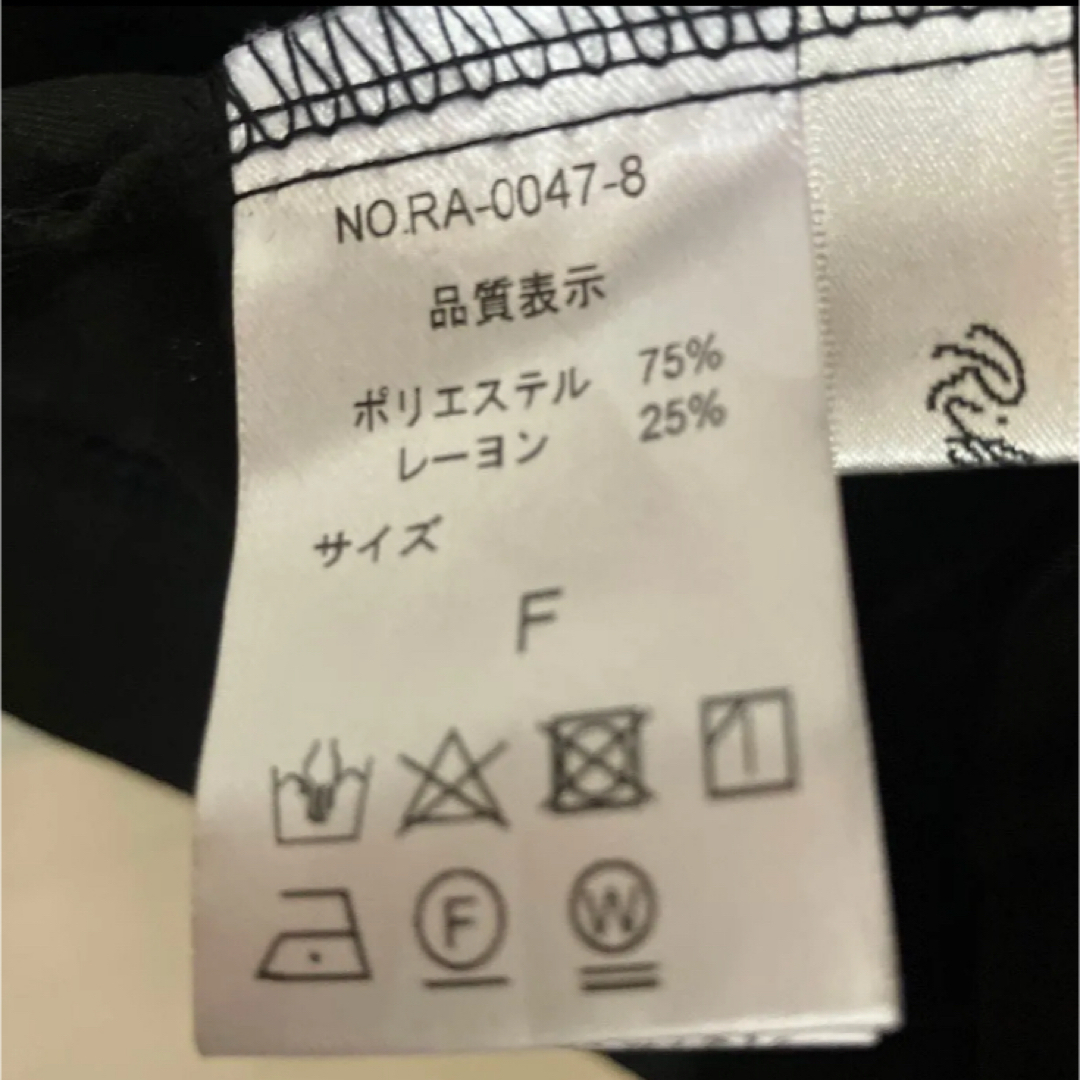 NO.RA-0047-8
品質表示
ポリエステル 75%
レーヨン 25%
サイズ
F
F
W